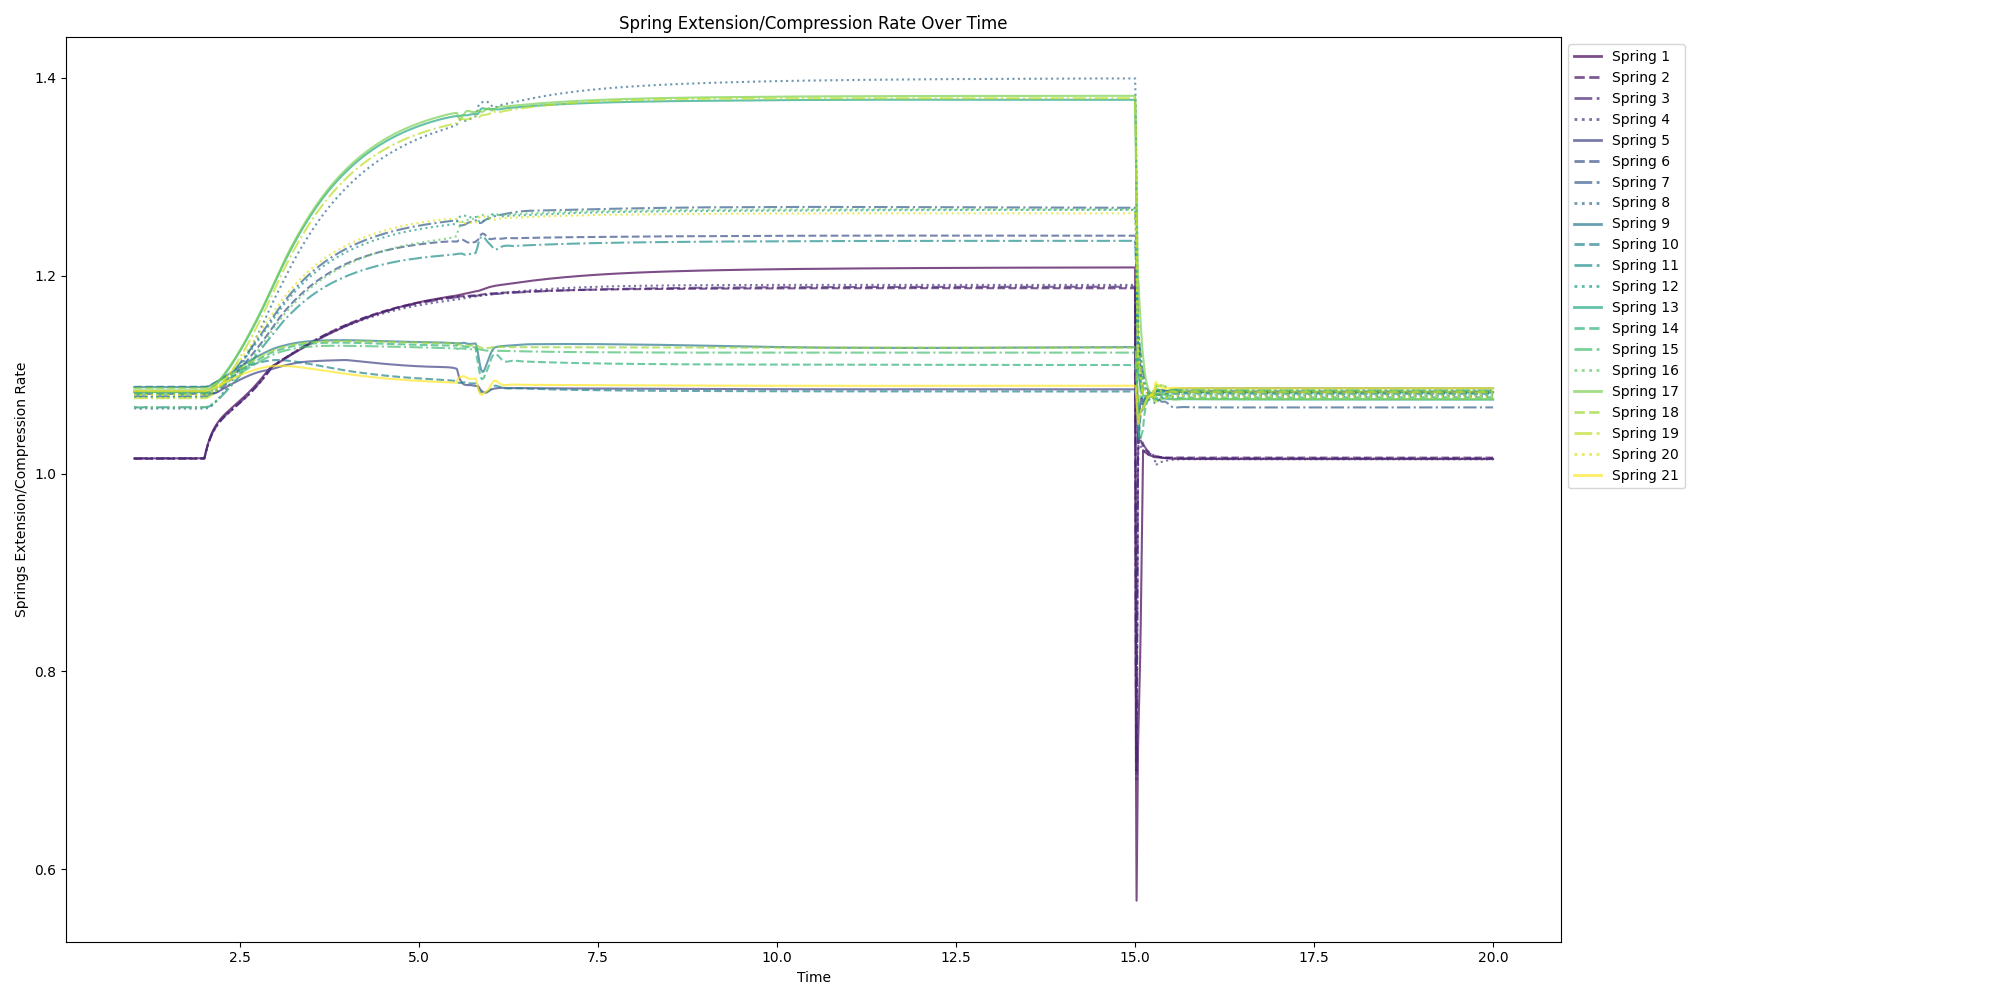 Spring Extension/Compression Rate Over Time
Springs Extension/Compression Rate
1.4
1.2
1.0
0.8
0.6
2.5 5.0 7.5 10.0 12.5 15.0 17.5 20.0
Time
Spring 1
Spring 2
Spring 3
Spring 4
Spring 5
Spring 6
Spring 7
Spring 8
Spring 9
Spring 10
Spring 11
Spring 12
Spring 13
Spring 14
Spring 15
Spring 16
Spring 17
Spring 18
Spring 19
Spring 20
Spring 21